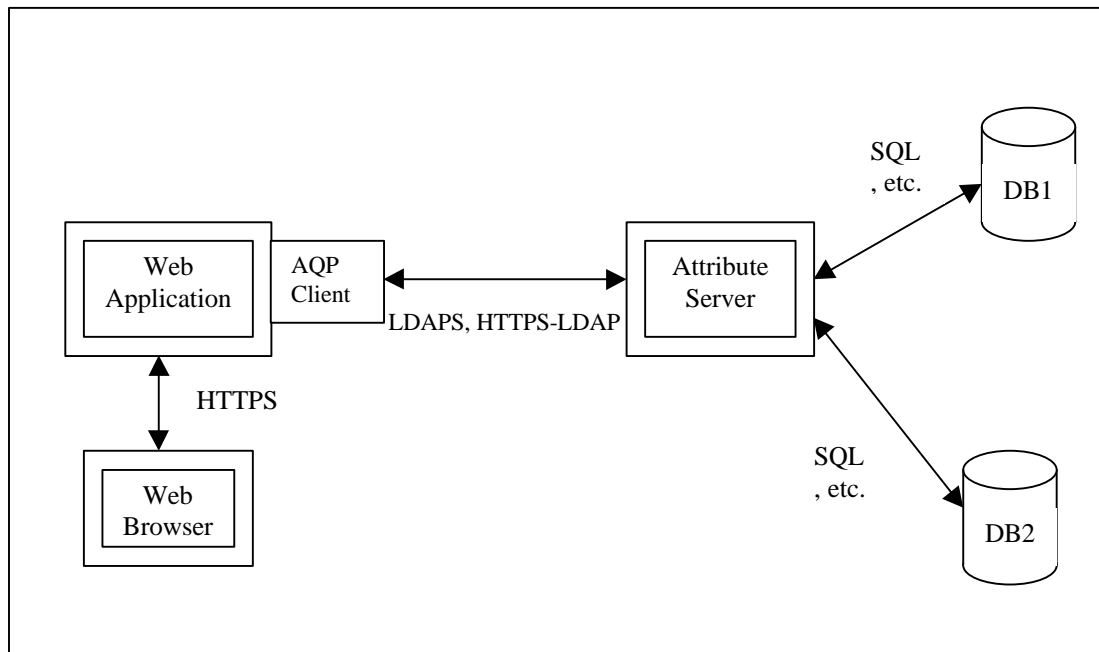 SQL
, etc.
DB1
Web
Application
AQP
Client
Attribute
Server
LDAPS, HTTPS-LDAP
HTTPS
Web
Browser
SQL
, etc.
DB2